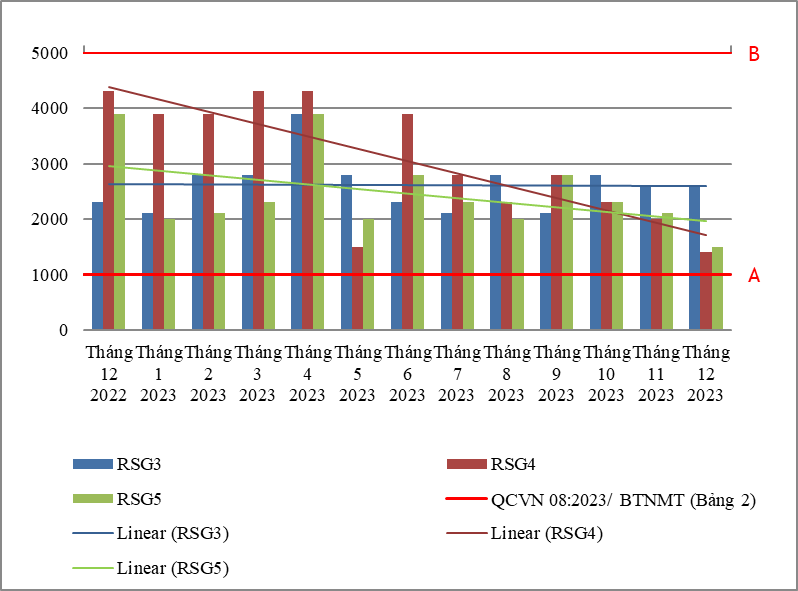 5000
B
4000
3000
2000
1000
A
0
Tháng Tháng Tháng Tháng Tháng Tháng Tháng Tháng Tháng Tháng Tháng Tháng Tháng
12 1 2 3 4 5 6 7 8 9 10 11 12
2022 2023 2023 2023 2023 2023 2023 2023 2023 2023 2023 2023 2023
RSG3 RSG4
RSG5 QCVN 08:2023/ BTNMT (Bảng 2)
Linear (RSG3) Linear (RSG4)
Linear (RSG5)